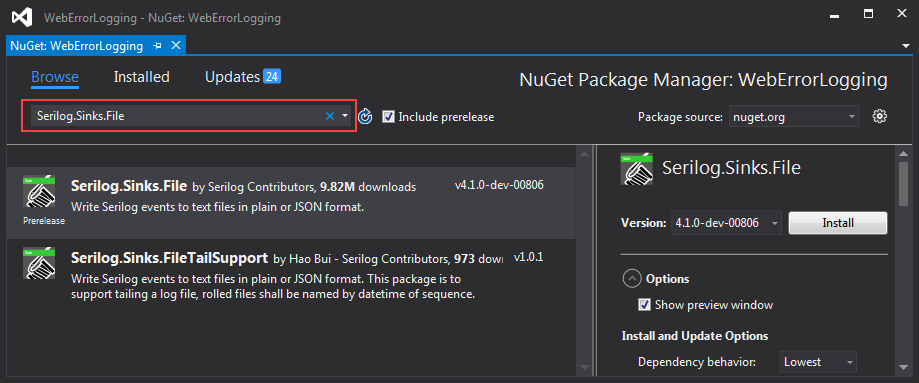 WebErrorLogging - NuGet: WebErrorLogging
NuGet: WebErrorLogging
Browse Installed Updates 24
NuGet Package Manager: WebErrorLogging
Serilog.Sinks.File
Include prerelease
Package source: nuget.org
Serilog.Sinks.File by Serilog Contributors, 9.82M downloads v4.1.0-dev-00806
Write Serilog events to text files in plain or JSON format.
Prerelease
Serilog.Sinks.FileTailSupport by Hao Bui - Serilog Contributors, 973 dow v1.0.1
Write Serilog events to text files in plain or JSON format. This package is to
support tailing a log file, rolled files shall be named by datetime of sequence.
Serilog.Sinks.File
Version: 4.1.0-dev-00806 Install
Options
Show preview window
Install and Update Options
Dependency behavior: Lowest